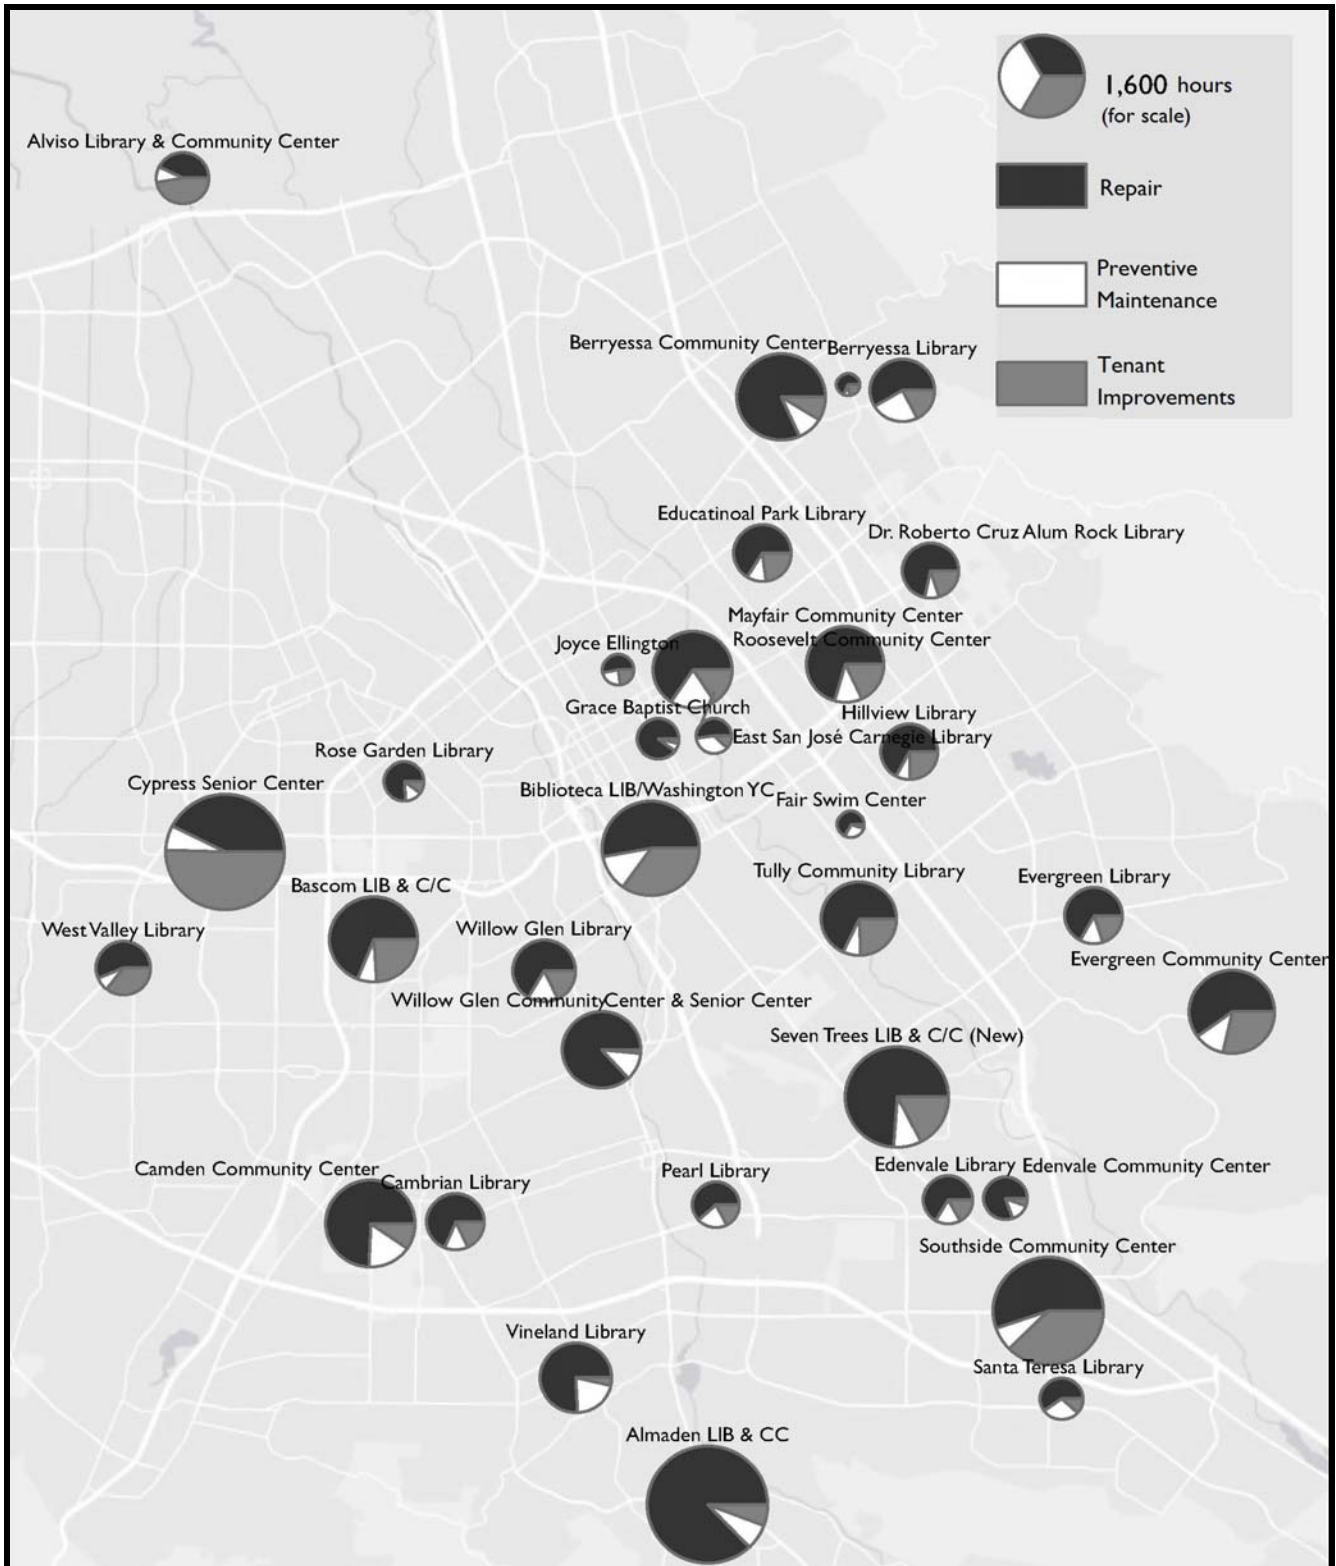 1,600 hours
(for scale)
Repair
Preventive
Maintenance
Tenant
Improvements
Alviso Library & Community Center
Berryessa Community Center
Berryessa Library
Educatinoal Park Library
Dr. Roberto Cruz Alum Rock Library
Mayfair Community Center
Roosevelt Community Center
Joyce Ellington
Grace Baptist Church
Hillview Library
East San José Carnegie Library
Rose Garden Library
Cypress Senior Center
Biblioteca LIB/Washington YC
Fair Swim Center
Tully Community Library
Evergreen Library
Bascom LIB & C/C
West Valley Library
Willow Glen Library
Evergreen Community Center
Willow Glen Community Center & Senior Center
Seven Trees LIB & C/C (New)
Camden Community Center
Cambrian Library
Pearl Library
Edenvale Library
Edenvale Community Center
Southside Community Center
Vineland Library
Santa Teresa Library
Almaden LIB & CC